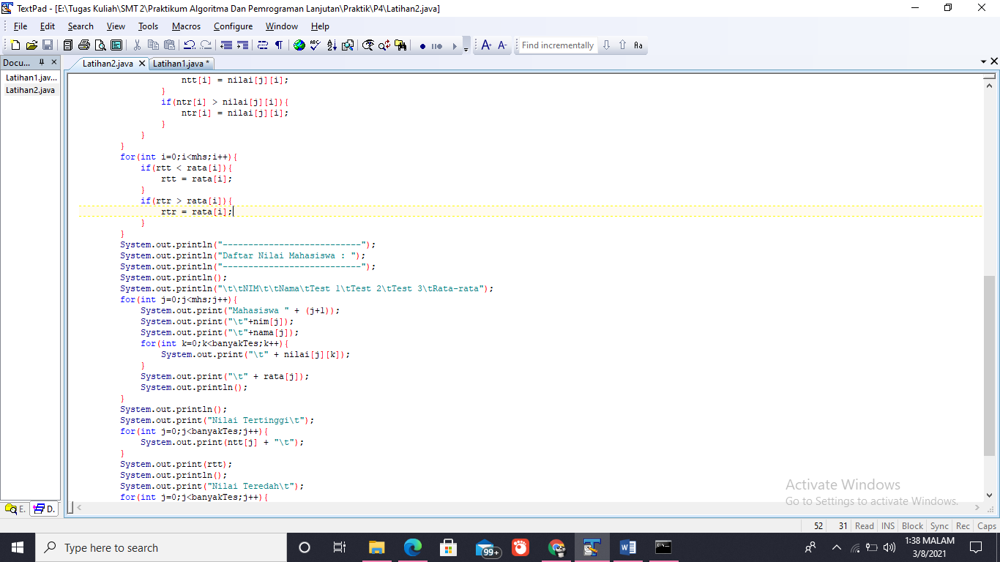 TextPad - [E:\Tugas Kuliah\SMT 2\Praktikum Algoritma Dan Pemrograman Lanjutan\Praktik\P4\Latihan2.java]
File Edit Search View Tools Macros Configure Window Help
Find incrementally
Docu...
Latihan2.java
Latihan1.java *
Latihan1.jav...
Latihan2.java
ntt[i] = nilai[j][i];
}
if(ntr[i] > nilai[j][i]){
ntr[i] = nilai[j][i];
}
}
}
for(int i=0;i<mhs;i++){
if(rtt < rata[i]){
rtt = rata[i];
}
if(rtr > rata[i]){
rtr = rata[i];
}
}
System.out.println("---------------------------");
System.out.println("Daftar Nilai Mahasiswa : ");
System.out.println("---------------------------");
System.out.println();
System.out.println("\t\tNIM\t\tNama\tTest 1\tTest 2\tTest 3\tRata-rata");
for(int j=0;j<mhs;j++){
System.out.print("Mahasiswa " + (j+1));
System.out.print("\t"+nim[j]);
System.out.print("\t"+nama[j]);
for(int k=0;k<banyakTes;k++){
System.out.print("\t" + nilai[j][k]);
}
System.out.print("\t" + rata[j]);
System.out.println();
}
System.out.println();
System.out.print("Nilai Tertinggi\t");
for(int j=0;j<banyakTes;j++){
System.out.print(ntt[j] + "\t");
}
System.out.print(rtt);
System.out.println();
System.out.print("Nilai Teredah\t");
for(int j=0;j<banyakTes;j++){
Activate Windows
Go to Settings to activate Windows.
E. D.
52 31 Read INS Block Sync Rec Caps
Type here to search
99+
1:38 MALAM
3/8/2021